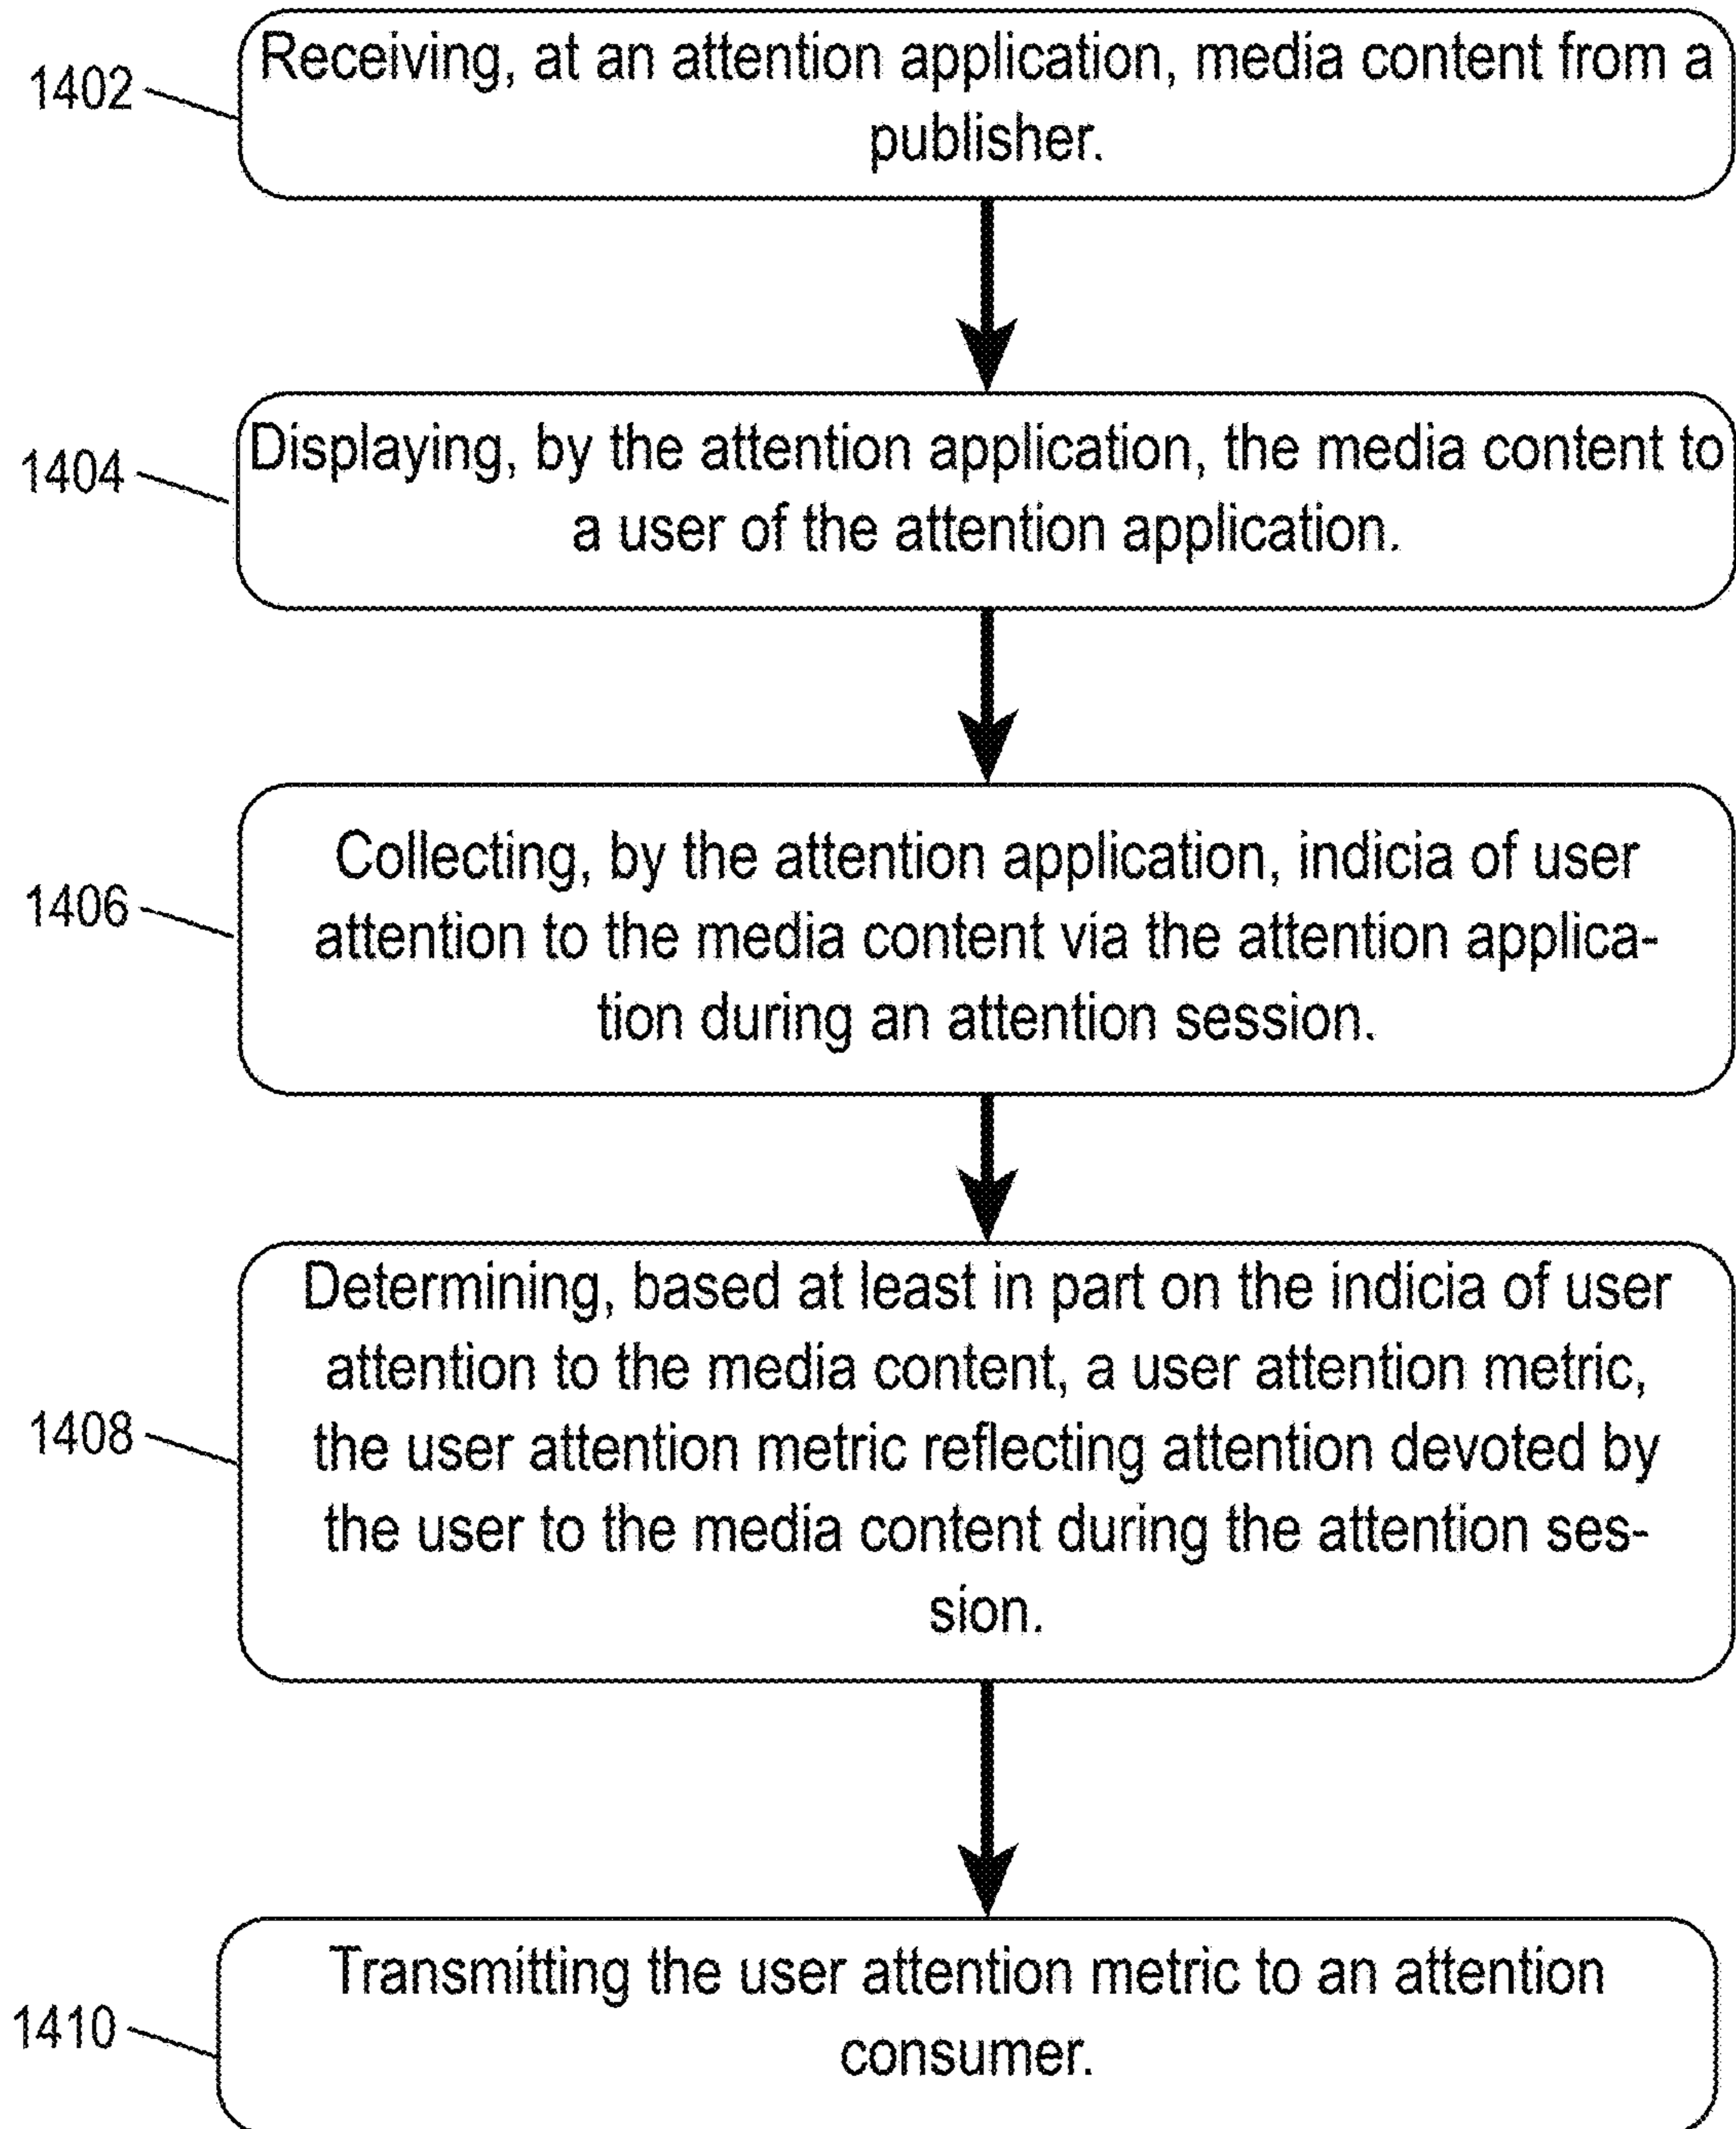 1402
Receiving, at an attention application, media content from a
publisher.
1404
Displaying, by the attention application, the media content to
a user of the attention application.
1406
Collecting, by the attention application, indicia of user
attention to the media content via the attention applica-
tion during an attention session.
1408
Determining, based at least in part on the indicia of user
attention to the media content, a user attention metric,
the user attention metric reflecting attention devoted by
the user to the media content during the attention ses-
sion.
1410
Transmitting the user attention metric to an attention
consumer.